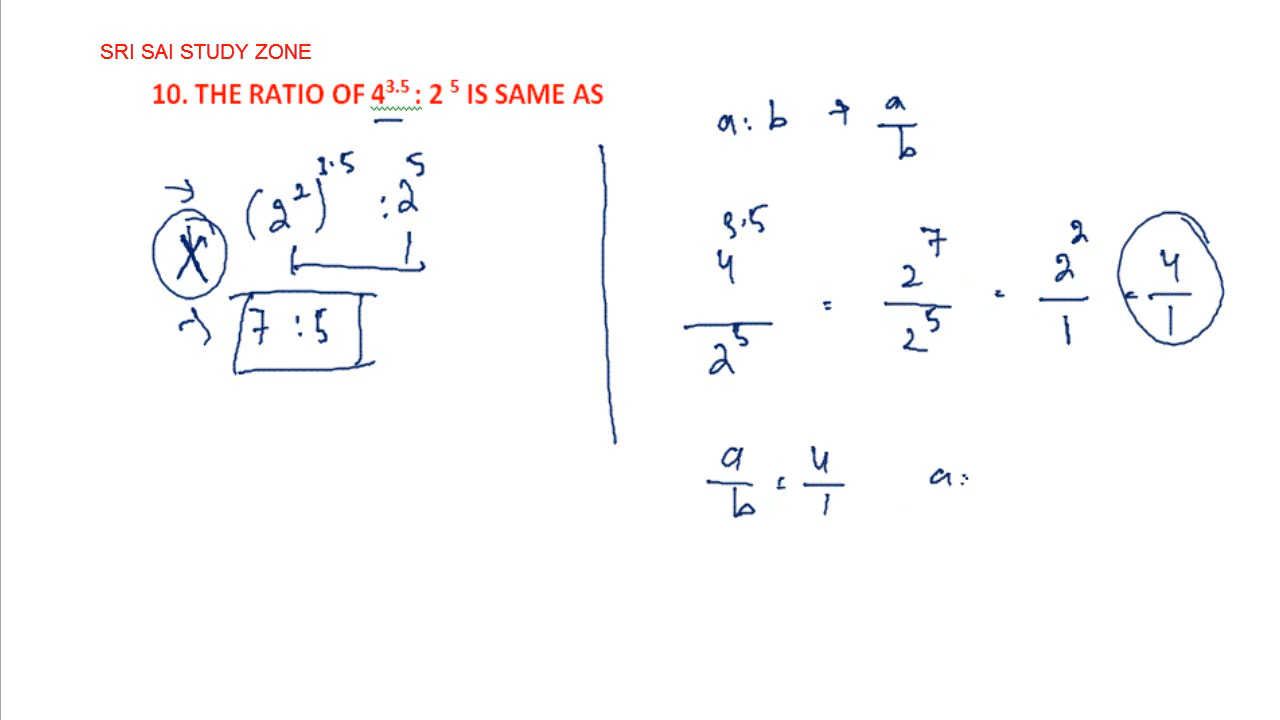 SRI SAI STUDY ZONE
10. THE RATIO OF 4^3.5 : 2^5 IS SAME AS
→ (2^2)^3.5 : 2^5
X
→ 7 : 5
a : b → a/b
4^3.5/2^5 = 2^7/2^5 = 2^2/1 = 4/1
a/b = 4/1 a :